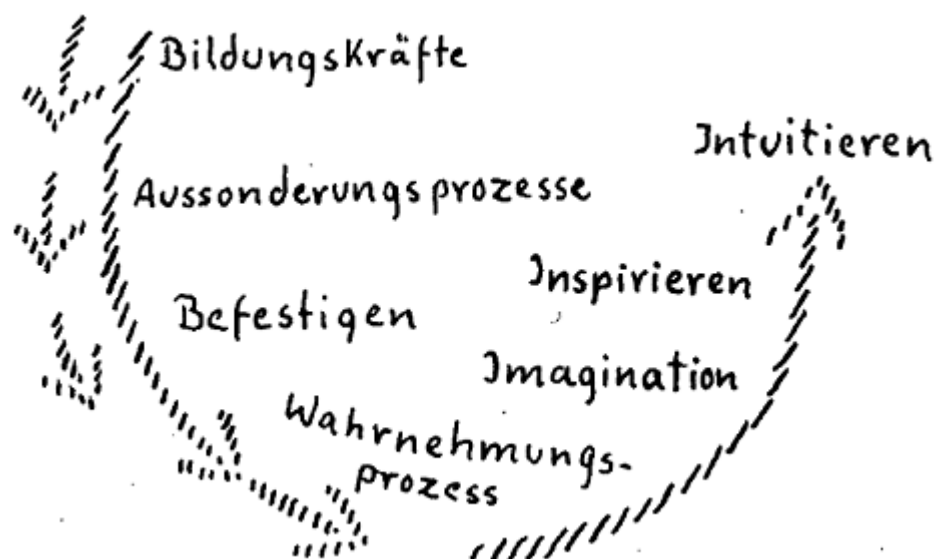 Bildungskräfte
Aussonderungsprozesse
Befestigen
Wahrnehmungs-
prozess
Imagination
Inspirieren
Intuitieren